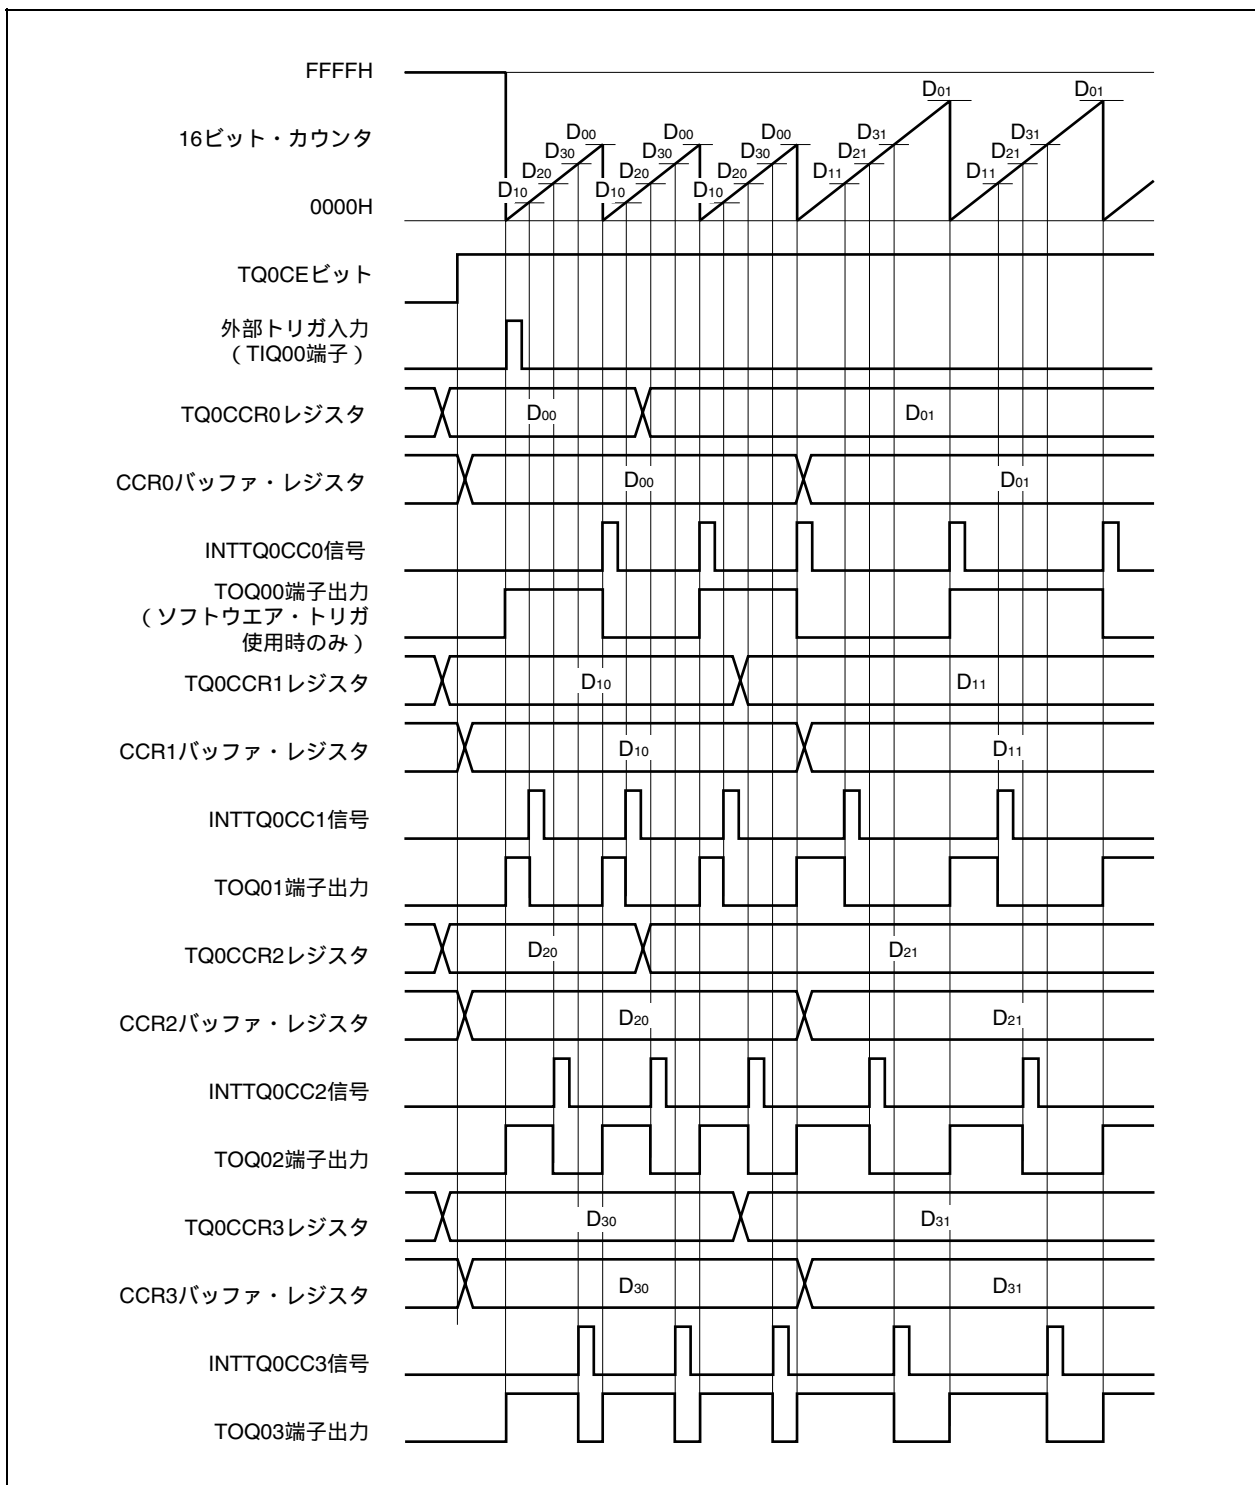 FFFFH
D01 D01
16ビット・カウンタ
D00 D00 D00 D31 D31
D30 D30 D30 D21 D21
D20 D20 D20 D11 D11
D10 D10 D10
0000H
TQ0CEビット
外部トリガ入力
（TIQ00端子）
TQ0CCR0レジスタ D00 D01
CCR0バッファ・レジスタ D00 D01
INTTQ0CC0信号
TOQ00端子出力
（ソフトウエア・トリガ
使用時のみ）
TQ0CCR1レジスタ D10 D11
CCR1バッファ・レジスタ D10 D11
INTTQ0CC1信号
TOQ01端子出力
TQ0CCR2レジスタ D20 D21
CCR2バッファ・レジスタ D20 D21
INTTQ0CC2信号
TOQ02端子出力
TQ0CCR3レジスタ D30 D31
CCR3バッファ・レジスタ D30 D31
INTTQ0CC3信号
TOQ03端子出力